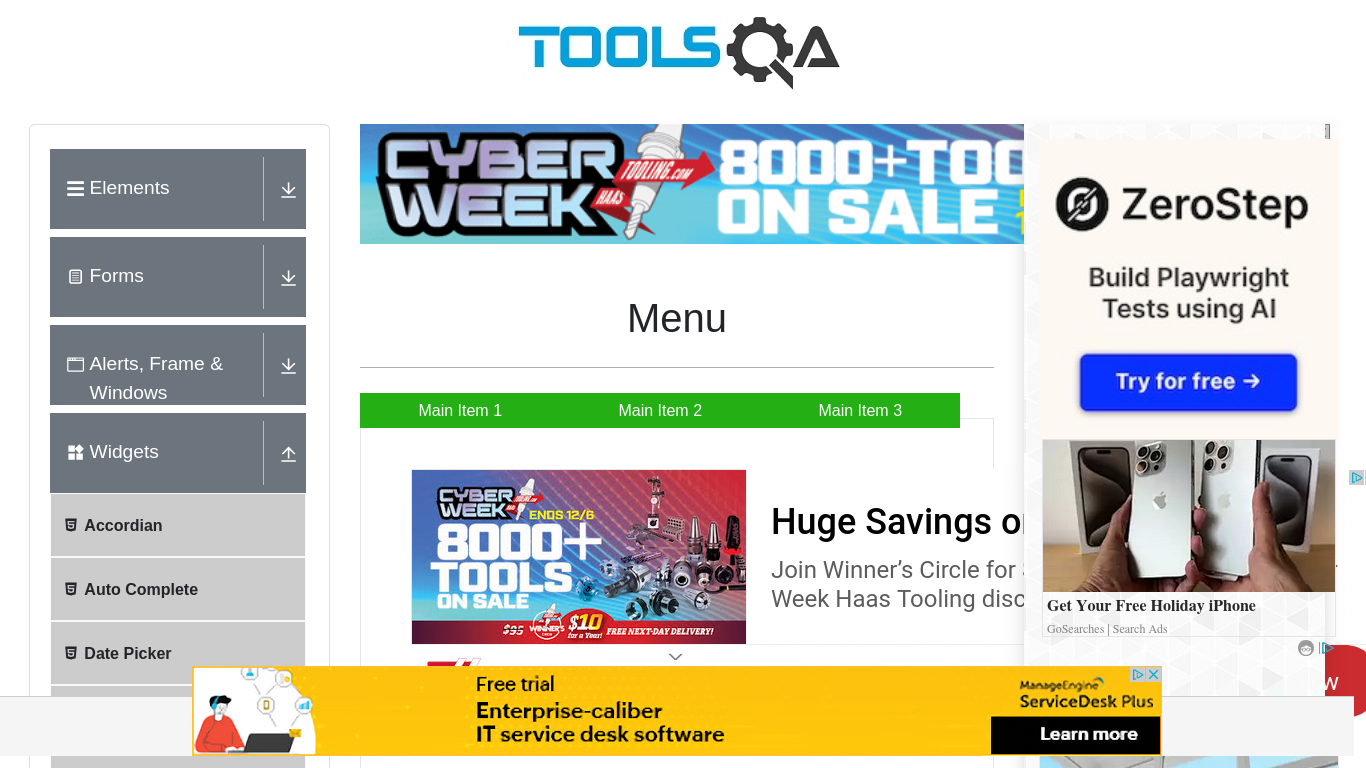 TOOLSQA
Elements
Forms
Alerts, Frame &
Windows
Widgets
Accordian
Auto Complete
Date Picker
CYBER
WEEK
HAAS
TOOLING.COM
8000+TOO
ON SALE
Menu
Main Item 1
Main Item 2
Main Item 3
CYBER
WEEK
ENDS 12/6
8000+
TOOLS
ON SALE
$95
WINNER'S
$10
for a Year!
FREE NEXT-DAY DELIVERY!
Huge Savings o
Join Winner’s Circle for
Week Haas Tooling disc
ZeroStep
Build Playwright
Tests using AI
Try for free →
Get Your Free Holiday iPhone
GoSearches | Search Ads
w
Free trial
Enterprise-caliber
IT service desk software
ManageEngine
ServiceDesk Plus
Learn more